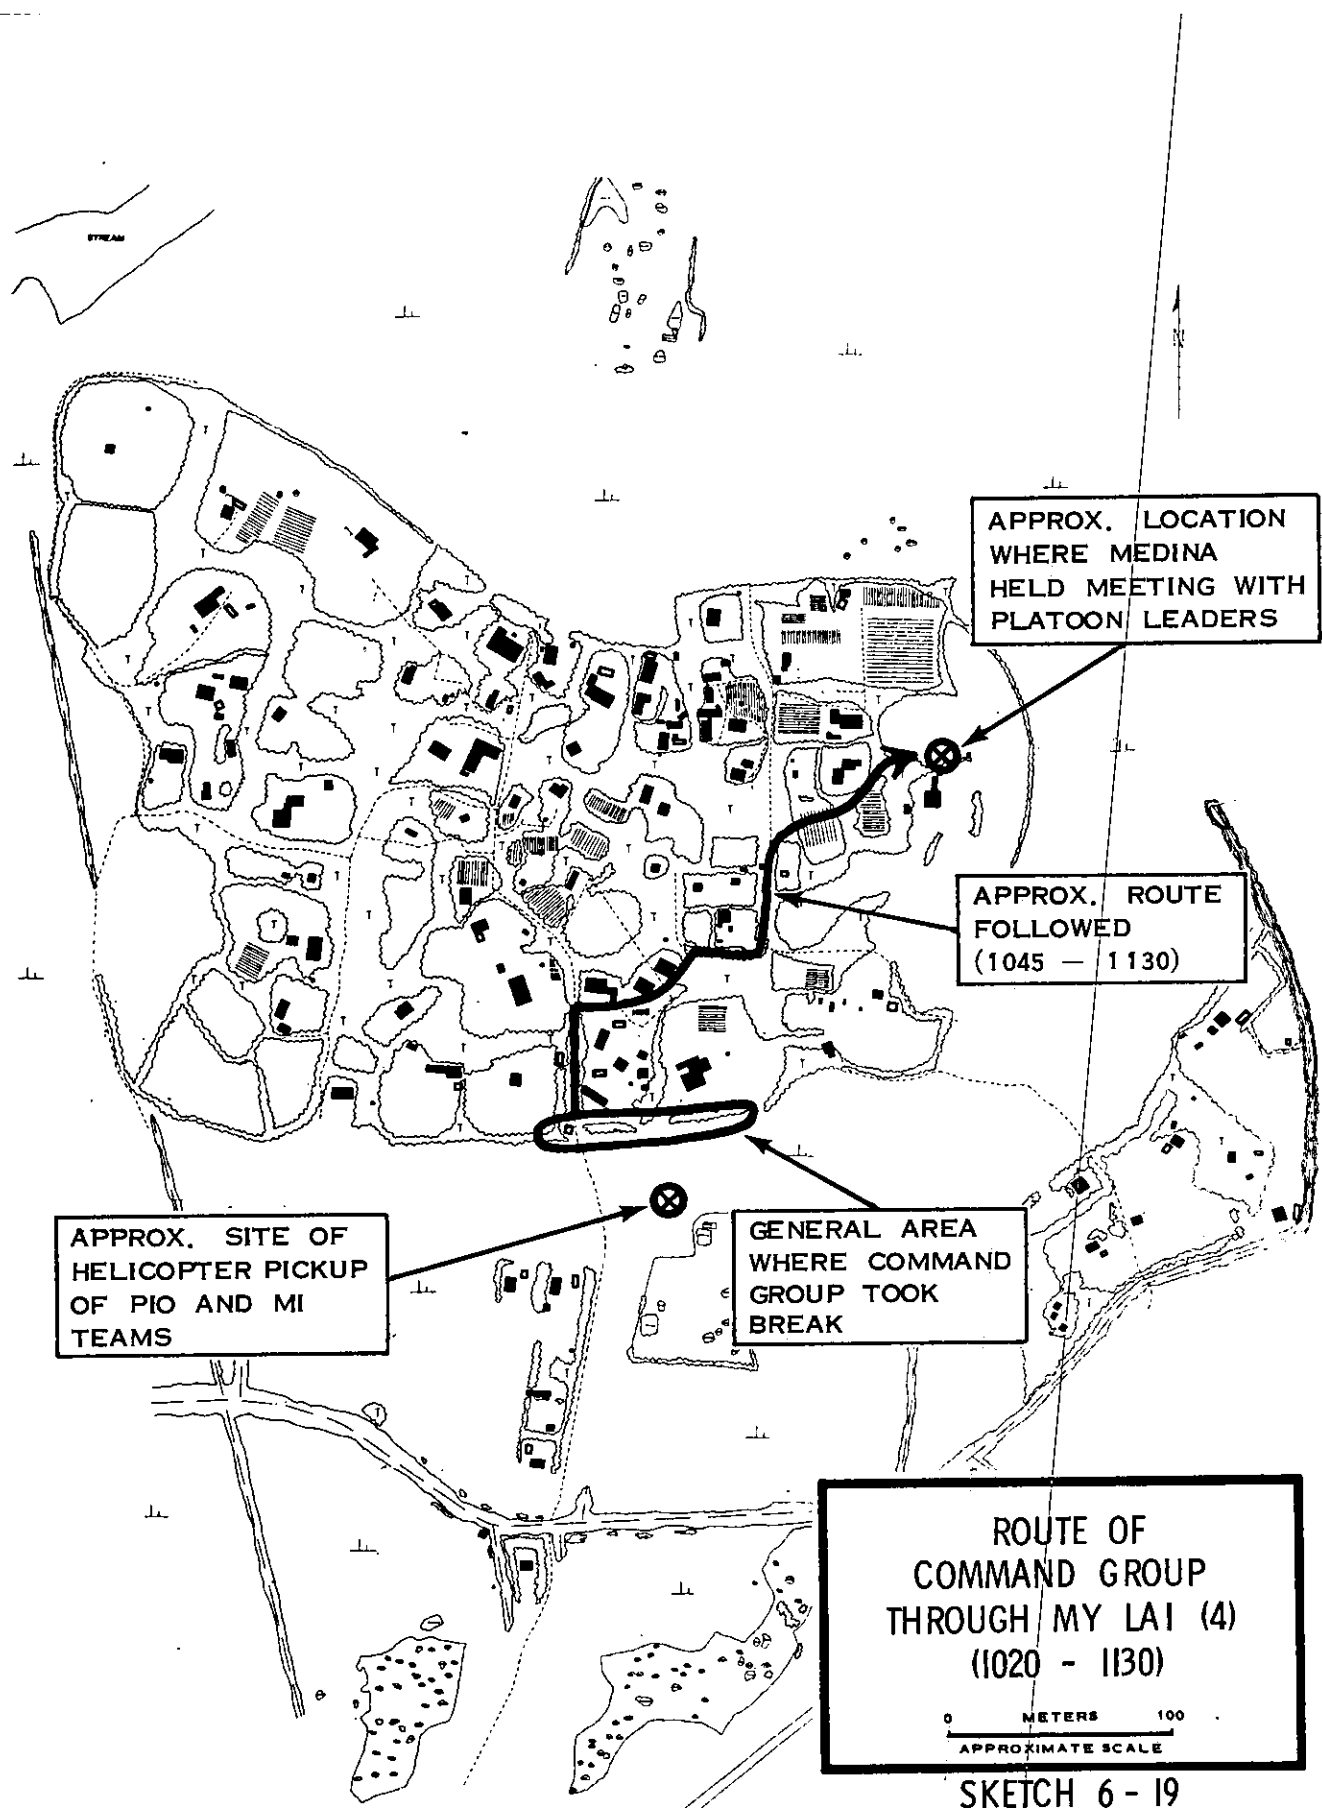 STREAM
N
APPROX. LOCATION
WHERE MEDINA
HELD MEETING WITH
PLATOON LEADERS
APPROX. ROUTE
FOLLOWED
(1045 — 1130)
APPROX. SITE OF
HELICOPTER PICKUP
OF PIO AND MI
TEAMS
GENERAL AREA
WHERE COMMAND
GROUP TOOK
BREAK
ROUTE OF
COMMAND GROUP
THROUGH MY LAI (4)
(1020 - 1130)
0 METERS 100
APPROXIMATE SCALE
SKETCH 6-19